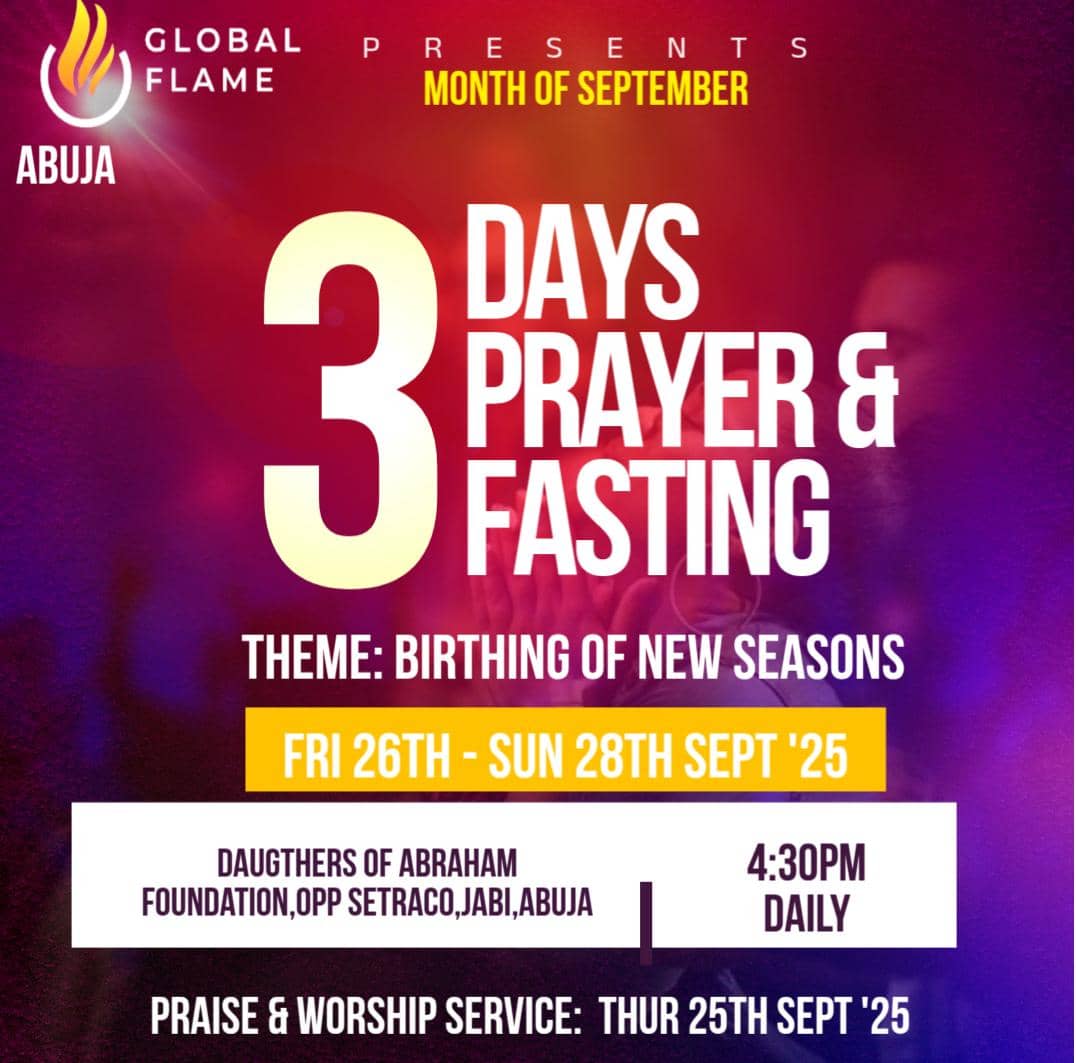 GLOBAL
FLAME
ABUJA
PRESENTS
MONTH OF SEPTEMBER
3
DAYS
PRAYER &
FASTING
THEME: BIRTHING OF NEW SEASONS
FRI 26TH - SUN 28TH SEPT '25
DAUGTHERS OF ABRAHAM
FOUNDATION,OPP SETRACO,JABI,ABUJA
4:30PM
DAILY
PRAISE & WORSHIP SERVICE: THUR 25TH SEPT '25